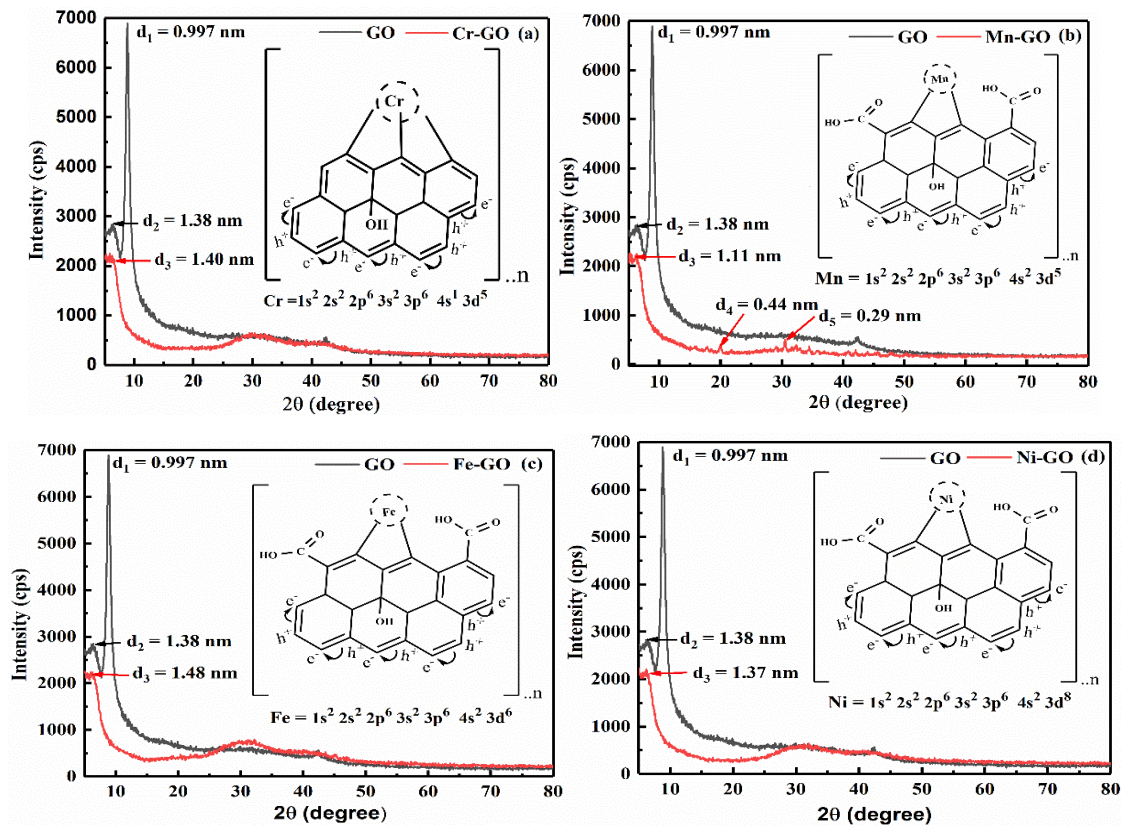 7000
6000
5000
4000
3000
2000
1000
0
Intensity (cps)
d₁ = 0.997 nm
GO Cr-GO (a)
Cr
d₂ = 1.38 nm
d₃ = 1.40 nm
e⁻ e⁻
OH
h⁺ h⁺
h⁺
e⁻ h⁺ e⁻ h⁺ e⁻
..n
Cr =1s² 2s² 2p⁶ 3s² 3p⁶ 4s¹ 3d⁵
10 20 30 40 50 60 70 80
2θ (degree)
7000
6000
5000
4000
3000
2000
1000
0
Intensity (cps)
d₁ = 0.997 nm
GO Mn-GO (b)
Mn
HO C O
HO C O
d₂ = 1.38 nm
d₃ = 1.11 nm
e⁻ e⁻
OH
h⁺ h⁺
h⁺
e⁻ h⁺ e⁻ h⁺ e⁻
..n
Mn = 1s² 2s² 2p⁶ 3s² 3p⁶ 4s² 3d⁵
d₄ = 0.44 nm
d₅ = 0.29 nm
10 20 30 40 50 60 70 80
2θ (degree)
7000
6000
5000
4000
3000
2000
1000
0
Intensity (cps)
d₁ = 0.997 nm
GO Fe-GO (c)
Fe
HO C O
HO C O
d₂ = 1.38 nm
d₃ = 1.48 nm
e⁻ e⁻
OH
h⁺ h⁺
h⁺
e⁻ h⁺ e⁻ h⁺ e⁻
..n
Fe = 1s² 2s² 2p⁶ 3s² 3p⁶ 4s² 3d⁶
10 20 30 40 50 60 70 80
2θ (degree)
7000
6000
5000
4000
3000
2000
1000
0
Intensity (cps)
d₁ = 0.997 nm
GO Ni-GO (d)
Ni
HO C O
HO C O
d₂ = 1.38 nm
d₃ = 1.37 nm
e⁻ e⁻
OH
h⁺ h⁺
h⁺
e⁻ h⁺ e⁻ h⁺ e⁻
..n
Ni = 1s² 2s² 2p⁶ 3s² 3p⁶ 4s² 3d⁸
10 20 30 40 50 60 70 80
2θ (degree)